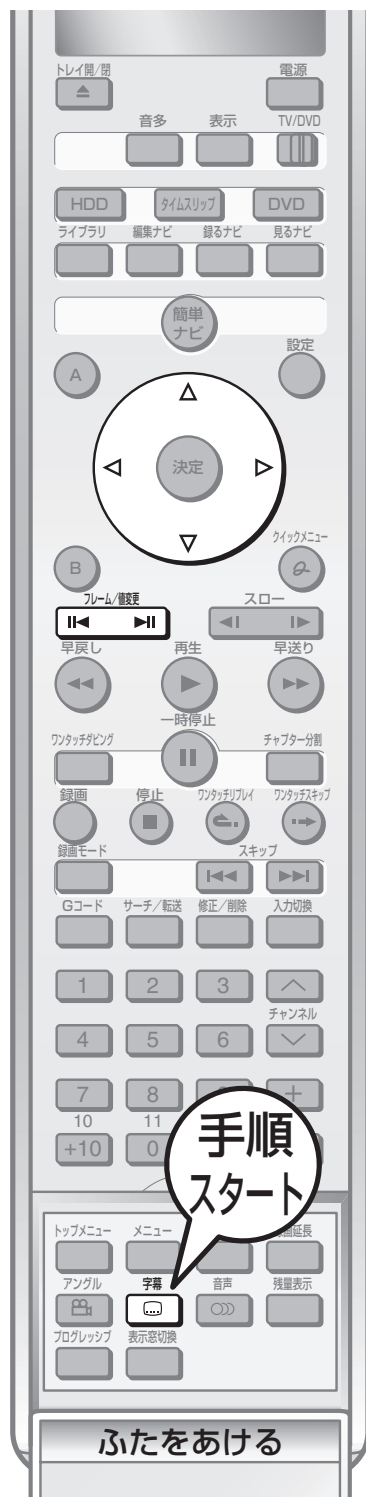 トレイ開/閉 電源
音多 表示 TV/DVD
HDD タイムスリップ DVD
ライブラリ 編集ナビ 録るナビ 見るナビ
簡単
ナビ
設定
A
決定
クイックメニュー
B
フレーム/値変更 スロー
早戻し 再生 早送り
一時停止
ワンタッチダビング チャプター分割
録画 停止 ワンタッチリプレイ ワンタッチスキップ
録画モード スキップ
Gコード サーチ/転送 修正/削除 入力切換
1 2 3
チャンネル
4 5 6
7 8 +
10 11
+10 0
手順
スタート
トップメニュー メニュー 延長
アングル 字幕 音声 残量表示
プログレッシブ 表示窓切換
ふたをあける